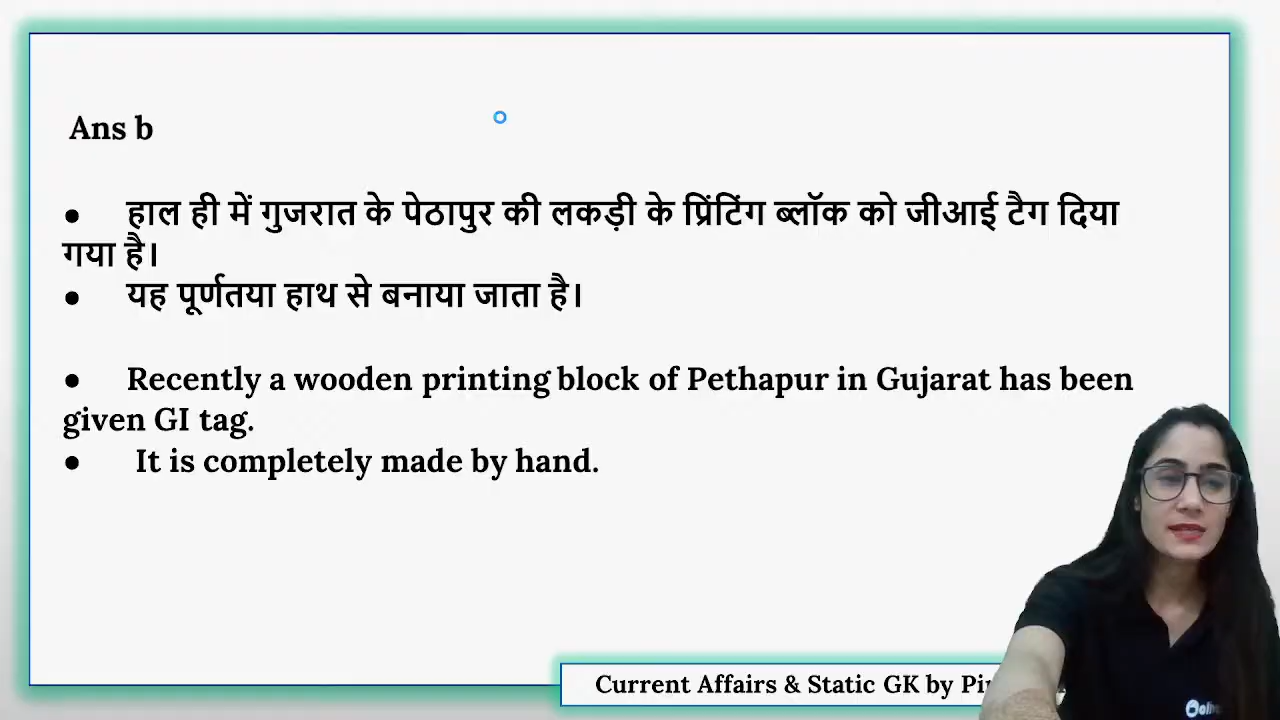 Ans b
● हाल ही में गुजरात के पेठापुर की लकड़ी के प्रिंटिंग ब्लॉक को जीआई टैग दिया
गया है।
● यह पूर्णतया हाथ से बनाया जाता है।
● Recently a wooden printing block of Pethapur in Gujarat has been
given GI tag.
● It is completely made by hand.
Current Affairs & Static GK by